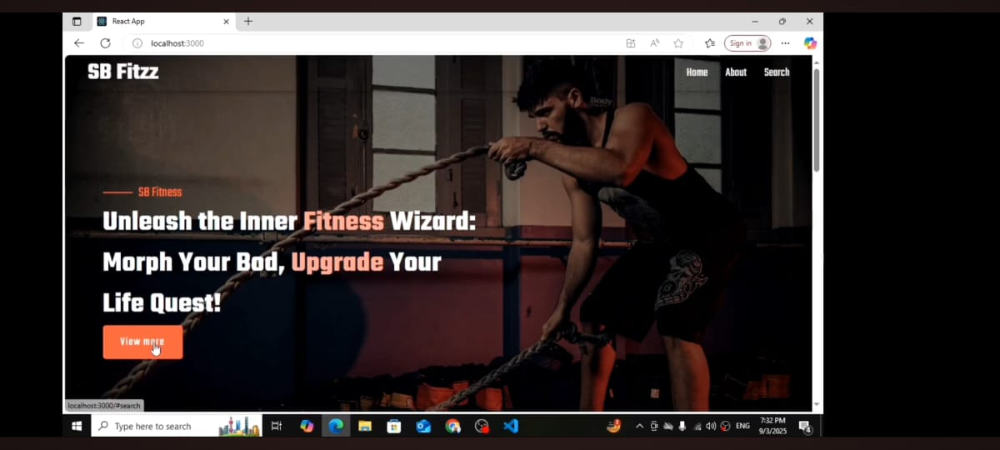 React App
localhost:3000
Sign in
SB Fitzz
Home
About
Search
Body
SB Fitness
Unleash the Inner Fitness Wizard:
Morph Your Bod, Upgrade Your
Life Quest!
View more
localhost:3000/#search
Type here to search
ENG
7:32 PM
9/3/2025
4